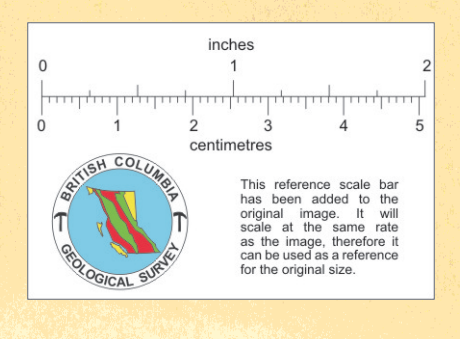 inches
0 1 2
0 1 2 3 4 5
centimetres
BRITISH COLUMBIA
GEOLOGICAL SURVEY
This reference scale bar
has been added to the
original image. It will
scale at the same rate
as the image, therefore it
can be used as a reference
for the original size.